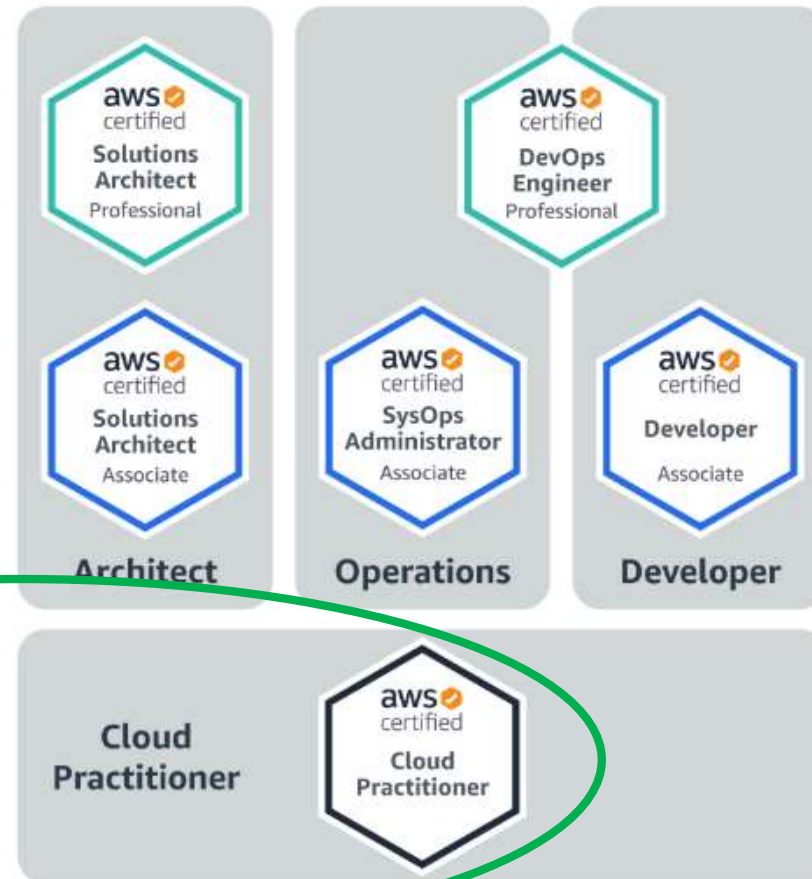 aws
certified
Solutions
Architect
Professional
aws
certified
DevOps
Engineer
Professional
aws
certified
Solutions
Architect
Associate
aws
certified
SysOps
Administrator
Associate
aws
certified
Developer
Associate
Architect
Operations
Developer
Cloud
Practitioner
aws
certified
Cloud
Practitioner